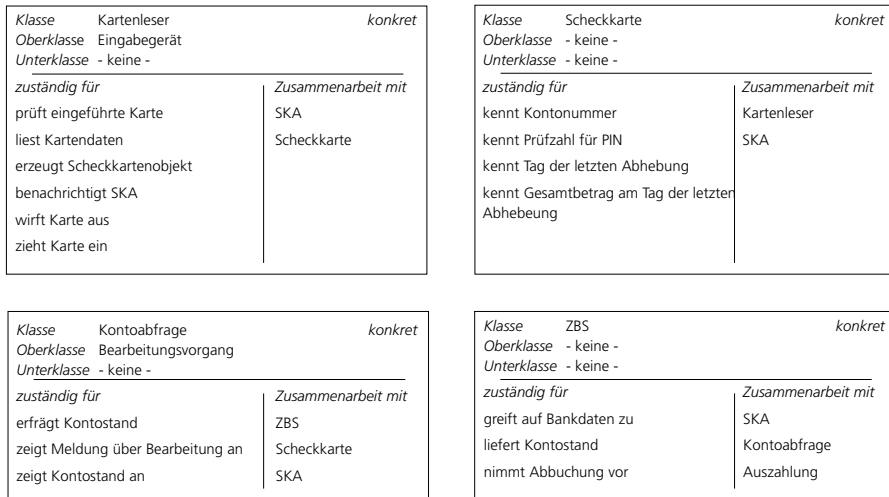 Klasse Kartenleser konkret
Oberklasse Eingabegerät
Unterklasse - keine -
zuständig für Zusammenarbeit mit
prüft eingeführte Karte SKA
liest Kartendaten Scheckkarte
erzeugt Scheckkartenobjekt
benachrichtigt SKA
wirft Karte aus
zieht Karte ein
Klasse Scheckkarte konkret
Oberklasse - keine -
Unterklasse - keine -
zuständig für Zusammenarbeit mit
kennt Kontonummer Kartenleser
kennt Prüfzahl für PIN SKA
kennt Tag der letzten Abhebung
kennt Gesamtbetrag am Tag der letzten
Abhebeung
Klasse Kontoabfrage konkret
Oberklasse Bearbeitungsvorgang
Unterklasse - keine -
zuständig für Zusammenarbeit mit
erfrägt Kontostand ZBS
zeigt Meldung über Bearbeitung an Scheckkarte
zeigt Kontostand an SKA
Klasse ZBS konkret
Oberklasse - keine -
Unterklasse - keine -
zuständig für Zusammenarbeit mit
greift auf Bankdaten zu SKA
liefert Kontostand Kontoabfrage
nimmt Abbuchung vor Auszahlung